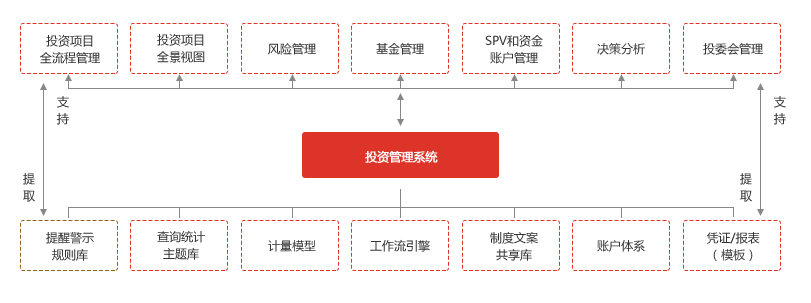 投资项目
全流程管理
投资项目
全景视图
风险管理
基金管理
SPV和资金
账户管理
决策分析
投委会管理
支
持
支
持
投资管理系统
提
取
提
取
提醒警示
规则库
查询统计
主题库
计量模型
工作流引擎
制度文案
共享库
账户体系
凭证/报表
（模板）